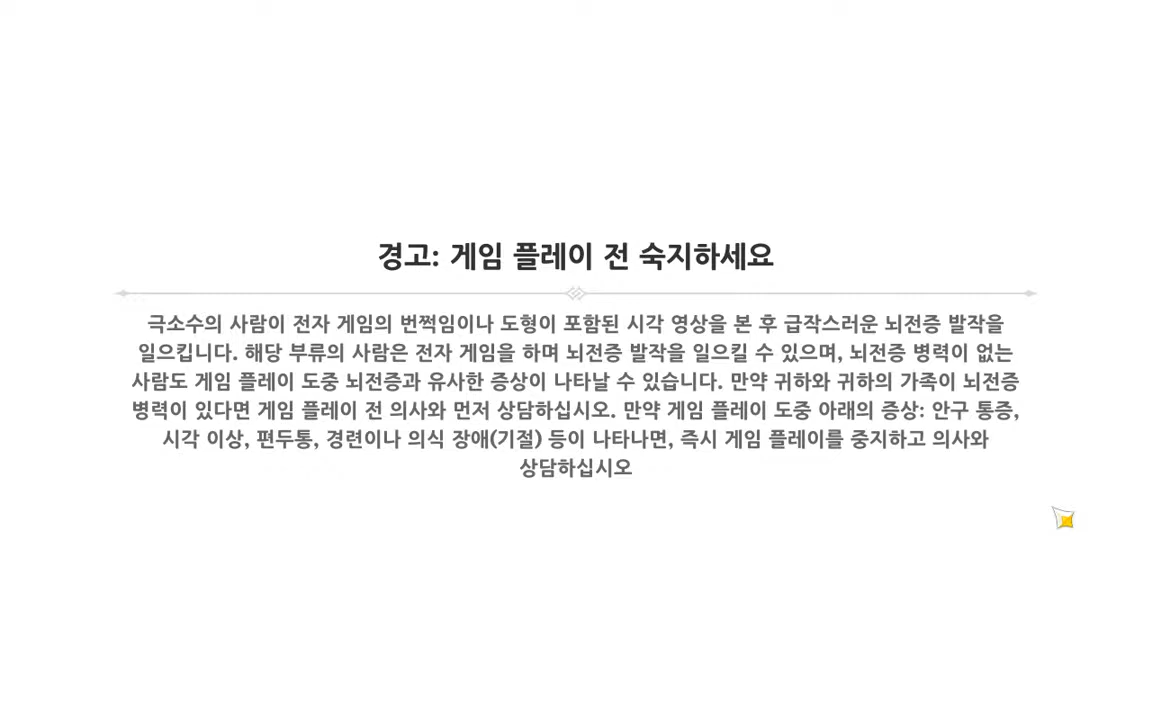 경고: 게임 플레이 전 숙지하세요
극소수의 사람이 전자 게임의 번쩍임이나 도형이 포함된 시각 영상을 본 후 급작스러운 뇌전증 발작을
일으킵니다. 해당 부류의 사람은 전자 게임을 하며 뇌전증 발작을 일으킬 수 있으며, 뇌전증 병력이 없는
사람도 게임 플레이 도중 뇌전증과 유사한 증상이 나타날 수 있습니다. 만약 귀하와 귀하의 가족이 뇌전증
병력이 있다면 게임 플레이 전 의사와 먼저 상담하십시오. 만약 게임 플레이 도중 아래의 증상: 안구 통증,
시각 이상, 편두통, 경련이나 의식 장애(기절) 등이 나타나면, 즉시 게임 플레이를 중지하고 의사와
상담하십시오